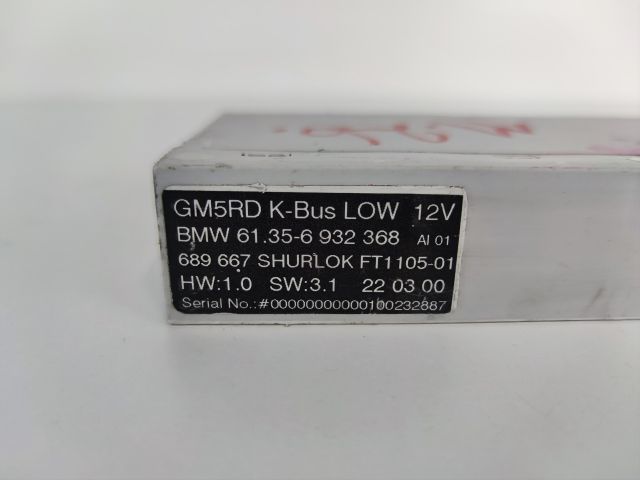 GM5RD K-Bus LOW 12V
BMW 61.35-6 932 368 AI 01
689 667 SHURLOK FT1105-01
HW:1.0 SW:3.1 22 03 00
Serial No.:#00000000000100232887